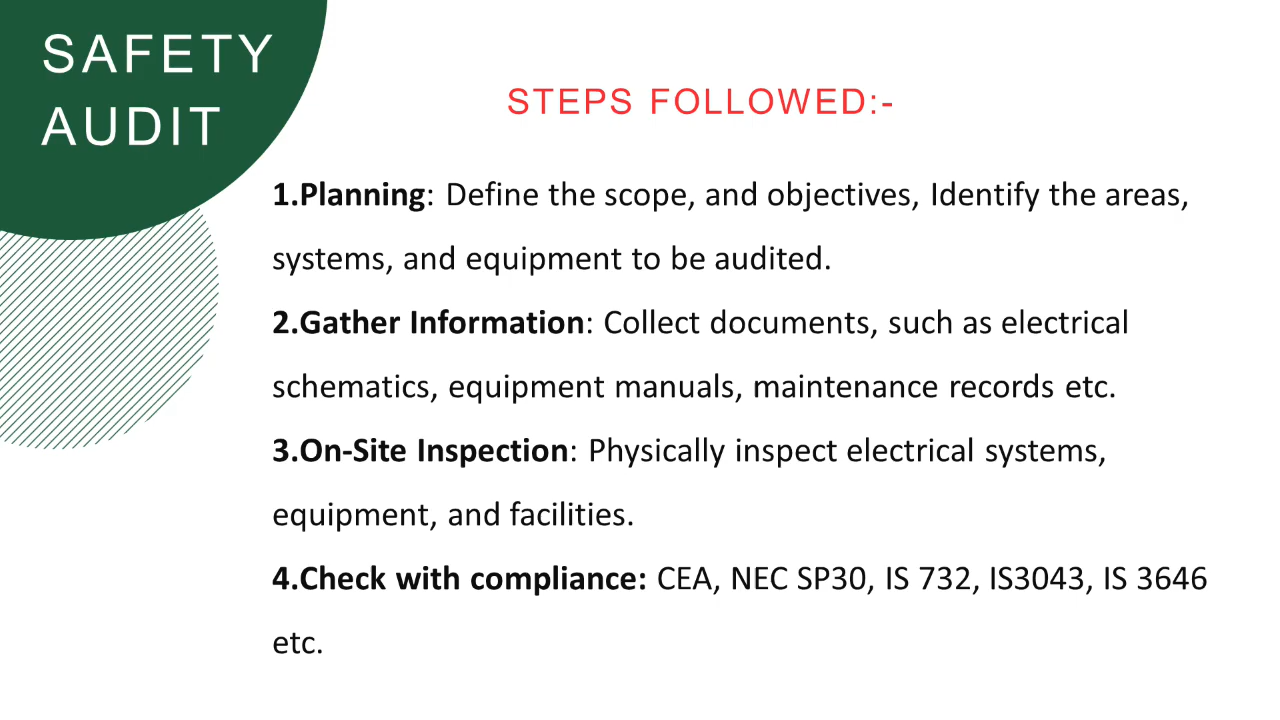 SAFETY
AUDIT
STEPS FOLLOWED:-
1.Planning: Define the scope, and objectives, Identify the areas,
systems, and equipment to be audited.
2.Gather Information: Collect documents, such as electrical
schematics, equipment manuals, maintenance records etc.
3.On-Site Inspection: Physically inspect electrical systems,
equipment, and facilities.
4.Check with compliance: CEA, NEC SP30, IS 732, IS3043, IS 3646
etc.